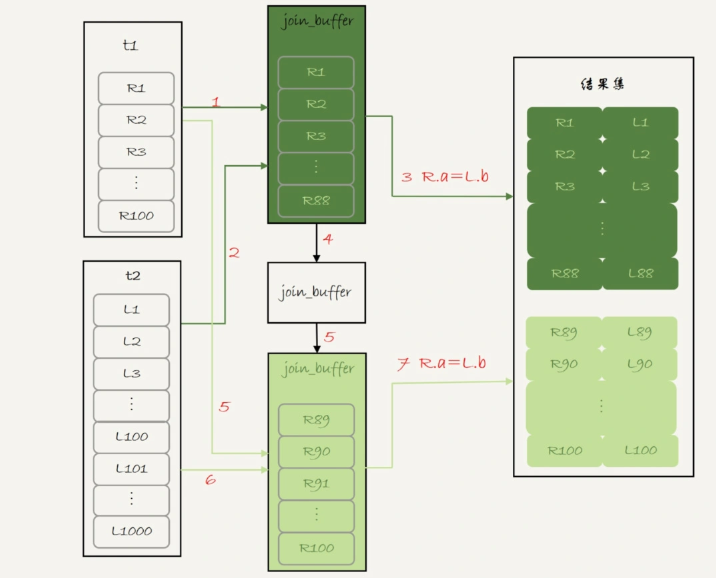 t1
R1
R2
R3
⋮
R100
t2
L1
L2
L3
⋮
L100
L101
⋮
L1000
1
2
5
6
join_buffer
R1
R2
R3
⋮
R88
4
join_buffer
5
join_buffer
R89
R90
R91
⋮
R100
3 R.a=L.b
7 R.a=L.b
结果集
R1 L1
R2 L2
R3 L3
⋮
R88 L88
R89 L89
R90 L90
⋮
R100 L100